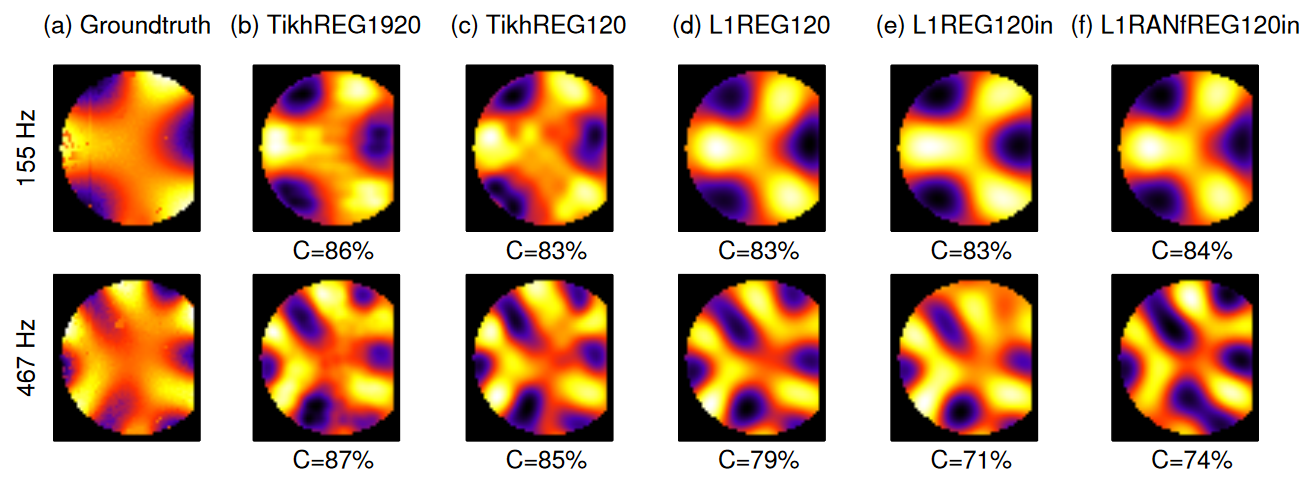 (a) Groundtruth (b) TikhREG1920 (c) TikhREG120 (d) L1REG120 (e) L1REG120in (f) L1RANfREG120in
155 Hz
C=86% C=83% C=83% C=83% C=84%
467 Hz
C=87% C=85% C=79% C=71% C=74%